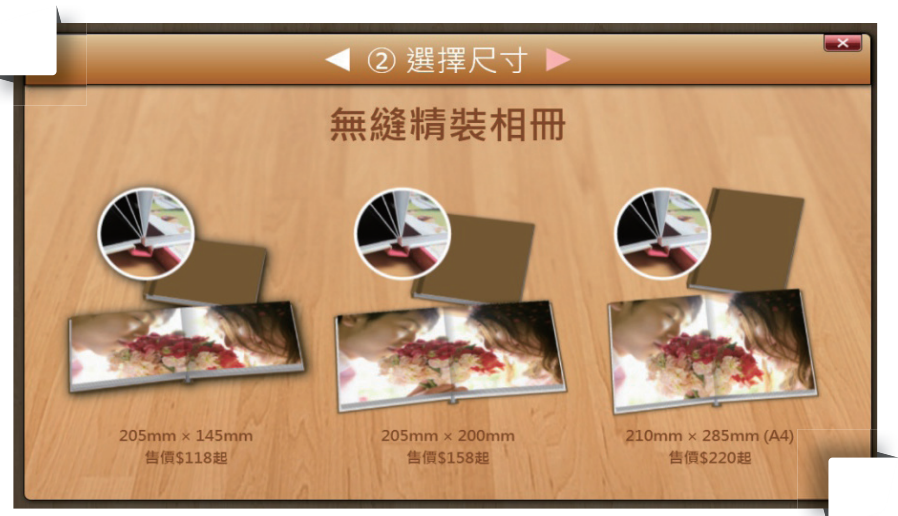 ② 選擇尺寸
無縫精裝相冊
205mm × 145mm
售價$118起
205mm × 200mm
售價$158起
210mm × 285mm (A4)
售價$220起